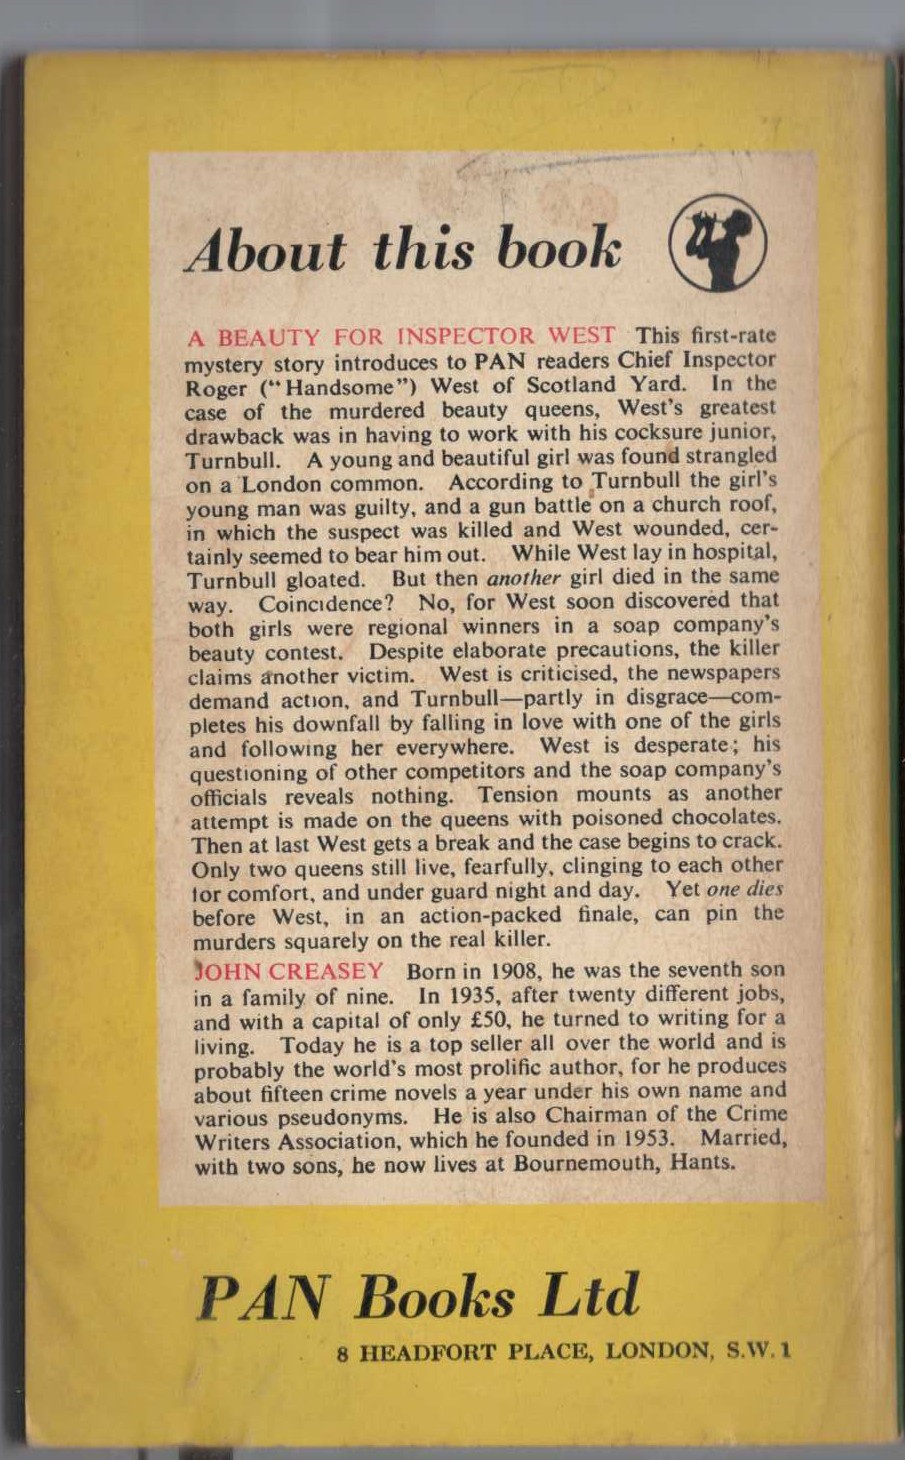 About this book
A BEAUTY FOR INSPECTOR WEST This first-rate
mystery story introduces to PAN readers Chief Inspector
Roger (“Handsome”) West of Scotland Yard. In the
case of the murdered beauty queens, West’s greatest
drawback was in having to work with his cocksure junior,
Turnbull. A young and beautiful girl was found strangled
on a London common. According to Turnbull the girl’s
young man was guilty, and a gun battle on a church roof,
in which the suspect was killed and West wounded, cer-
tainly seemed to bear him out. While West lay in hospital,
Turnbull gloated. But then another girl died in the same
way. Coincidence? No, for West soon discovered that
both girls were regional winners in a soap company’s
beauty contest. Despite elaborate precautions, the killer
claims another victim. West is criticised, the newspapers
demand action, and Turnbull—partly in disgrace—com-
pletes his downfall by falling in love with one of the girls
and following her everywhere. West is desperate; his
questioning of other competitors and the soap company’s
officials reveals nothing. Tension mounts as another
attempt is made on the queens with poisoned chocolates.
Then at last West gets a break and the case begins to crack.
Only two queens still live, fearfully, clinging to each other
for comfort, and under guard night and day. Yet one dies
before West, in an action-packed finale, can pin the
murders squarely on the real killer.
JOHN CREASEY Born in 1908, he was the seventh son
in a family of nine. In 1935, after twenty different jobs,
and with a capital of only £50, he turned to writing for a
living. Today he is a top seller all over the world and is
probably the world’s most prolific author, for he produces
about fifteen crime novels a year under his own name and
various pseudonyms. He is also Chairman of the Crime
Writers Association, which he founded in 1953. Married,
with two sons, he now lives at Bournemouth, Hants.
PAN Books Ltd
8 HEADFORT PLACE, LONDON, S.W.1